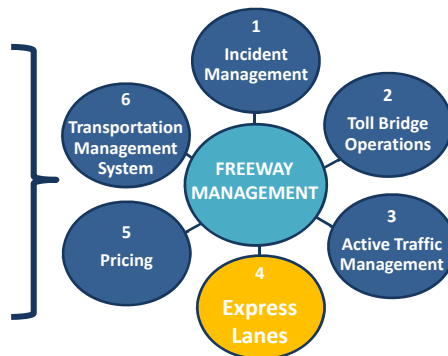 1
Incident
Management
2
Toll Bridge
Operations
3
Active Traffic
Management
4
Express
Lanes
5
Pricing
6
Transportation
Management
System
FREEWAY
MANAGEMENT